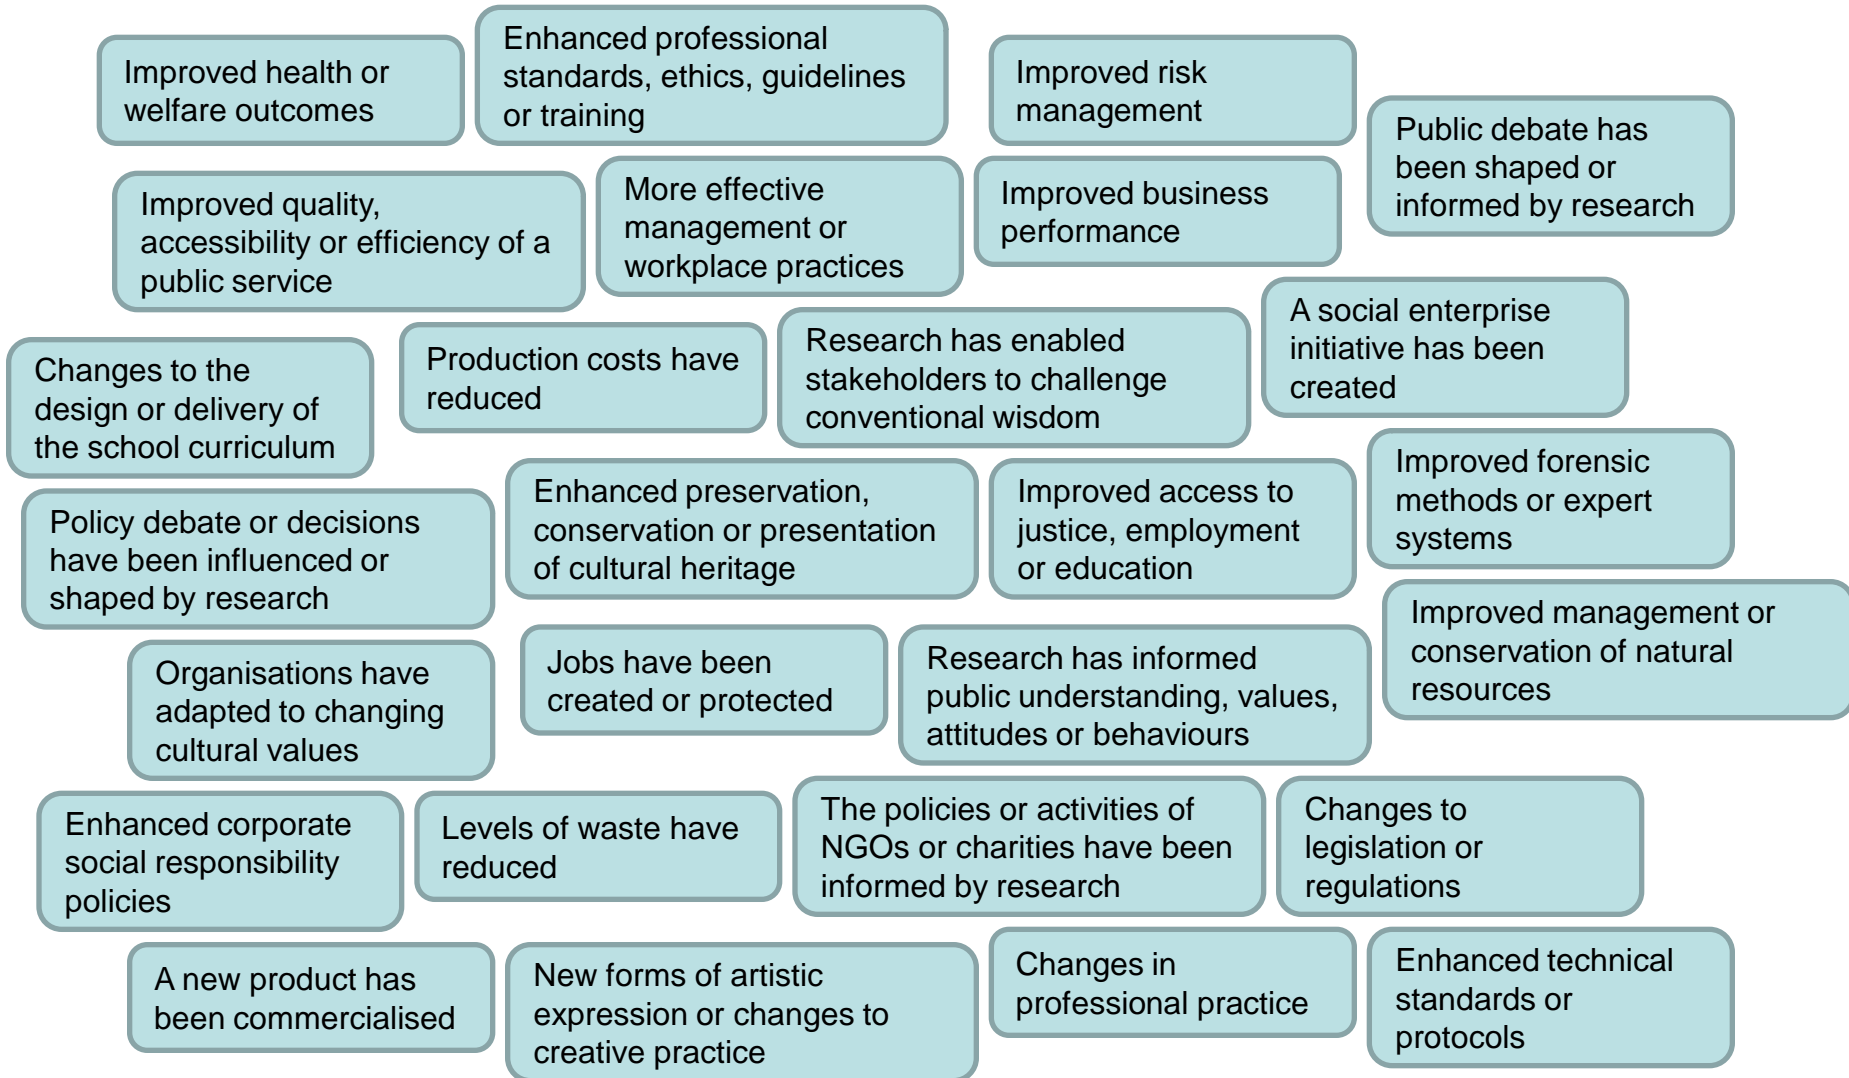 Improved health or
welfare outcomes
Enhanced professional
standards, ethics, guidelines
or training
Improved risk
management
Public debate has
been shaped or
informed by research
Improved quality,
accessibility or efficiency of a
public service
More effective
management or
workplace practices
Improved business
performance
A social enterprise
initiative has been
created
Changes to the
design or delivery of
the school curriculum
Production costs have
reduced
Research has enabled
stakeholders to challenge
conventional wisdom
Improved forensic
methods or expert
systems
Policy debate or decisions
have been influenced or
shaped by research
Enhanced preservation,
conservation or presentation
of cultural heritage
Improved access to
justice, employment
or education
Improved management or
conservation of natural
resources
Organisations have
adapted to changing
cultural values
Jobs have been
created or protected
Research has informed
public understanding, values,
attitudes or behaviours
Enhanced corporate
social responsibility
policies
Levels of waste have
reduced
The policies or activities of
NGOs or charities have been
informed by research
Changes to
legislation or
regulations
A new product has
been commercialised
New forms of artistic
expression or changes to
creative practice
Changes in
professional practice
Enhanced technical
standards or
protocols